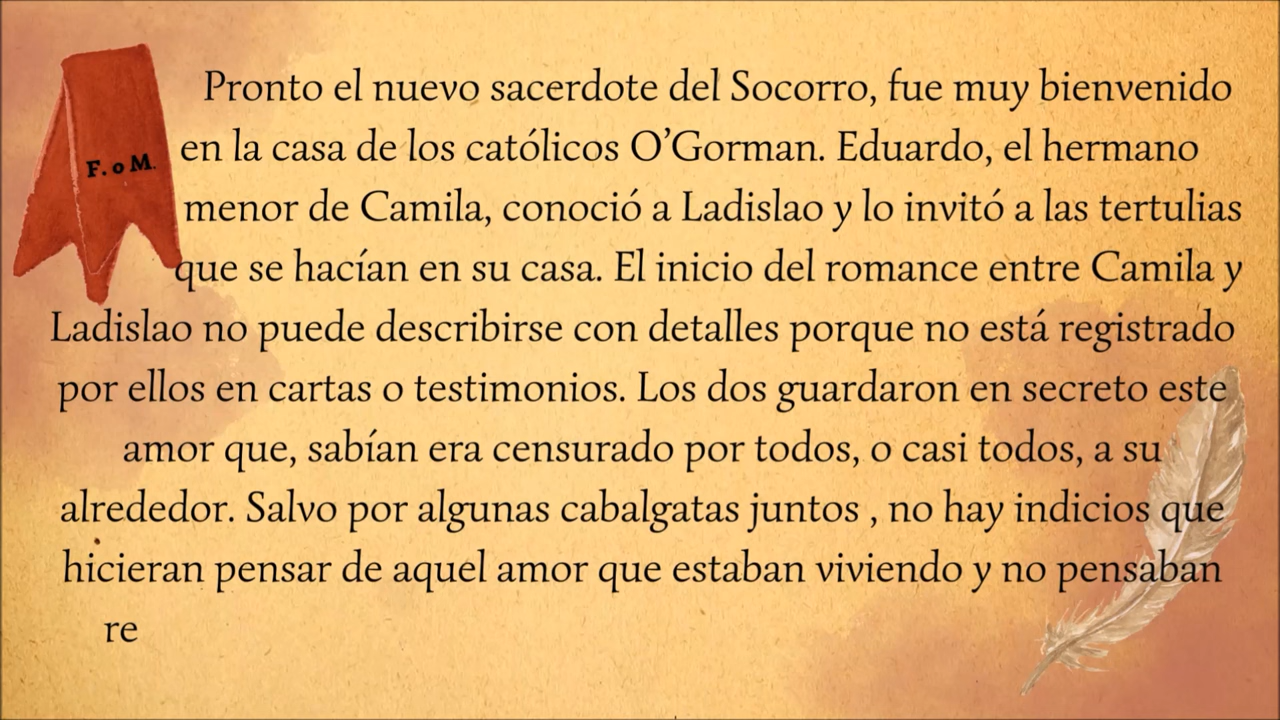 F. o M.
Pronto el nuevo sacerdote del Socorro, fue muy bienvenido
en la casa de los católicos O’Gorman. Eduardo, el hermano
menor de Camila, conoció a Ladislao y lo invitó a las tertulias
que se hacían en su casa. El inicio del romance entre Camila y
Ladislao no puede describirse con detalles porque no está registrado
por ellos en cartas o testimonios. Los dos guardaron en secreto este
amor que, sabían era censurado por todos, o casi todos, a su
alrededor. Salvo por algunas cabalgatas juntos , no hay indicios que
hicieran pensar de aquel amor que estaban viviendo y no pensaban
re